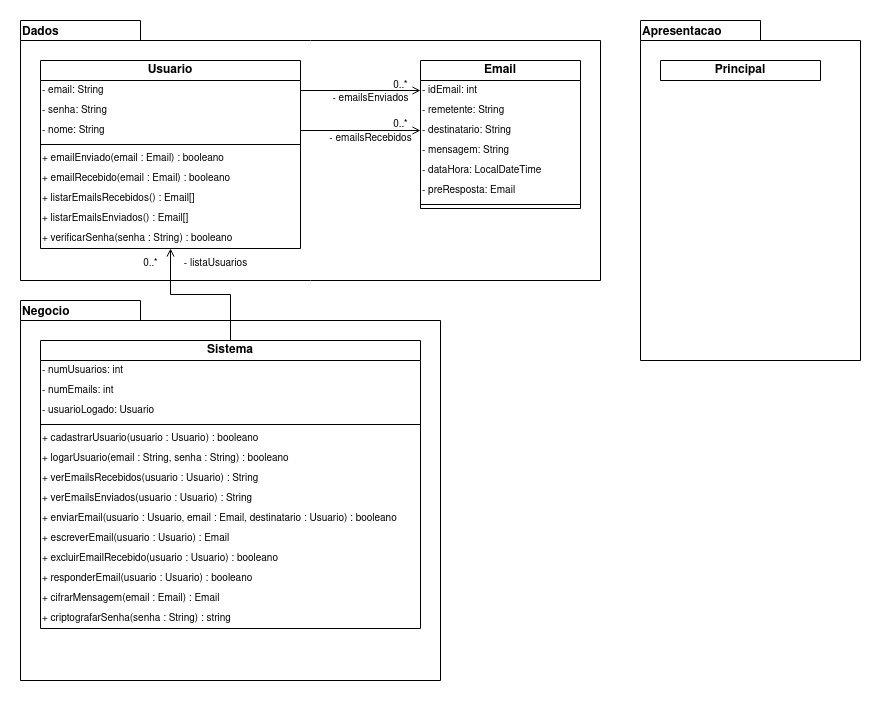 Dados
Usuario
- email: String
- senha: String
- nome: String
+ emailEnviado(email : Email) : booleano
+ emailRecebido(email : Email) : booleano
+ listarEmailsRecebidos() : Email[]
+ listarEmailsEnviados() : Email[]
+ verificarSenha(senha : String) : booleano
0..*
- emailsEnviados
0..*
- emailsRecebidos
Email
- idEmail: int
- remetente: String
- destinatario: String
- mensagem: String
- dataHora: LocalDateTime
- preResposta: Email
0..*
- listaUsuarios
Negocio
Sistema
- numUsuarios: int
- numEmails: int
- usuarioLogado: Usuario
+ cadastrarUsuario(usuario : Usuario) : booleano
+ logarUsuario(email : String, senha : String) : booleano
+ verEmailsRecebidos(usuario : Usuario) : String
+ verEmailsEnviados(usuario : Usuario) : String
+ enviarEmail(usuario : Usuario, email : Email, destinatario : Usuario) : booleano
+ escreverEmail(usuario : Usuario) : Email
+ excluirEmailRecebido(usuario : Usuario) : booleano
+ responderEmail(usuario : Usuario) : booleano
+ cifrarMensagem(email : Email) : Email
+ criptografarSenha(senha : String) : string
Apresentacao
Principal